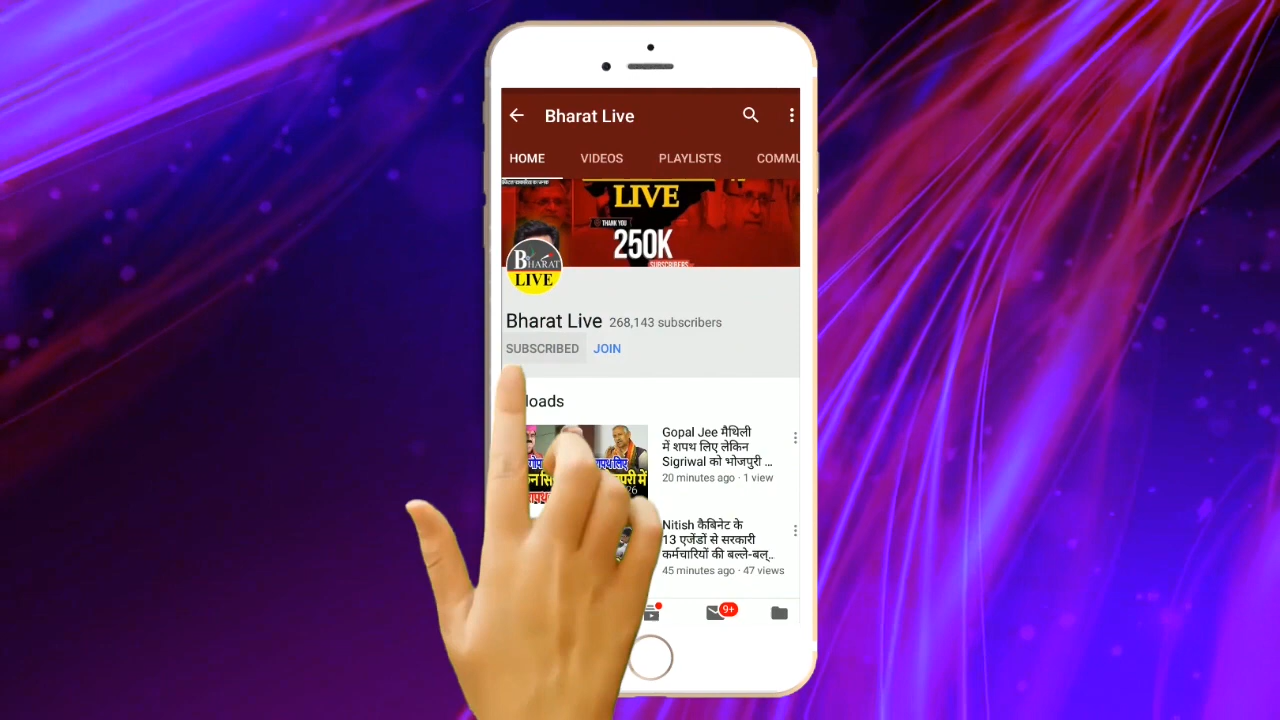 Bharat Live
HOME VIDEOS PLAYLISTS COMMU
LIVE
THANK YOU
250K
SUBSCRIBERS
BHARAT
LIVE
Bharat Live 268,143 subscribers
SUBSCRIBED JOIN
loads
Gopal Jee मैथिली
में शपथ लिए लेकिन
Sigriwal को भोजपुरी ...
20 minutes ago · 1 view
शपथ लिए
Nitish कैबिनेट के
13 एजेंडों से सरकारी
कर्मचारियों की बल्ले-बल्..
45 minutes ago · 47 views
9+